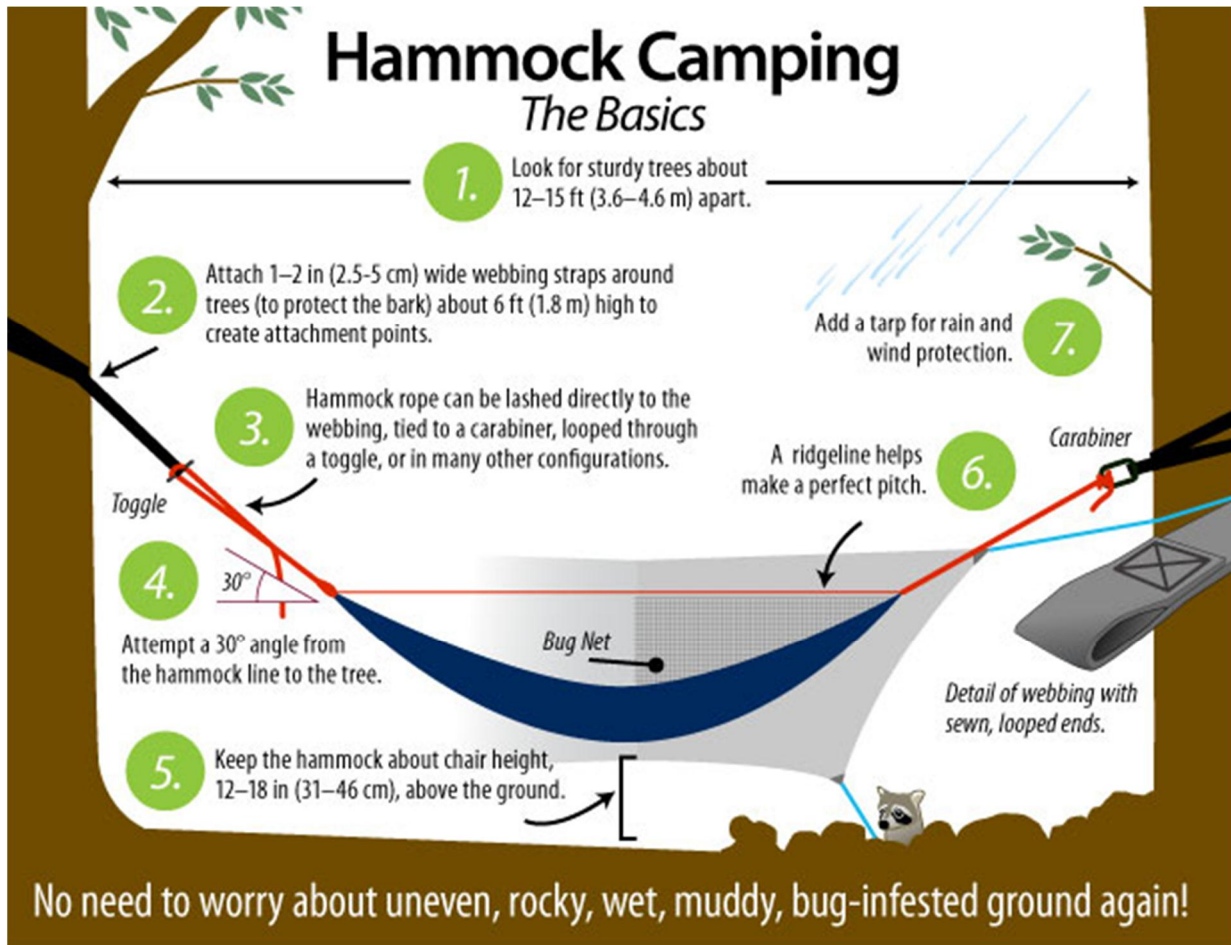 Hammock Camping
The Basics
1.
Look for sturdy trees about
12–15 ft (3.6–4.6 m) apart.
2.
Attach 1–2 in (2.5-5 cm) wide webbing straps around
trees (to protect the bark) about 6 ft (1.8 m) high to
create attachment points.
3.
Hammock rope can be lashed directly to the
webbing, tied to a carabiner, looped through
a toggle, or in many other configurations.
Toggle
4.
30°
Attempt a 30° angle from
the hammock line to the tree.
5.
Keep the hammock about chair height,
12–18 in (31–46 cm), above the ground.
Bug Net
6.
A ridgeline helps
make a perfect pitch.
7.
Add a tarp for rain and
wind protection.
Carabiner
Detail of webbing with
sewn, looped ends.
No need to worry about uneven, rocky, wet, muddy, bug-infested ground again!